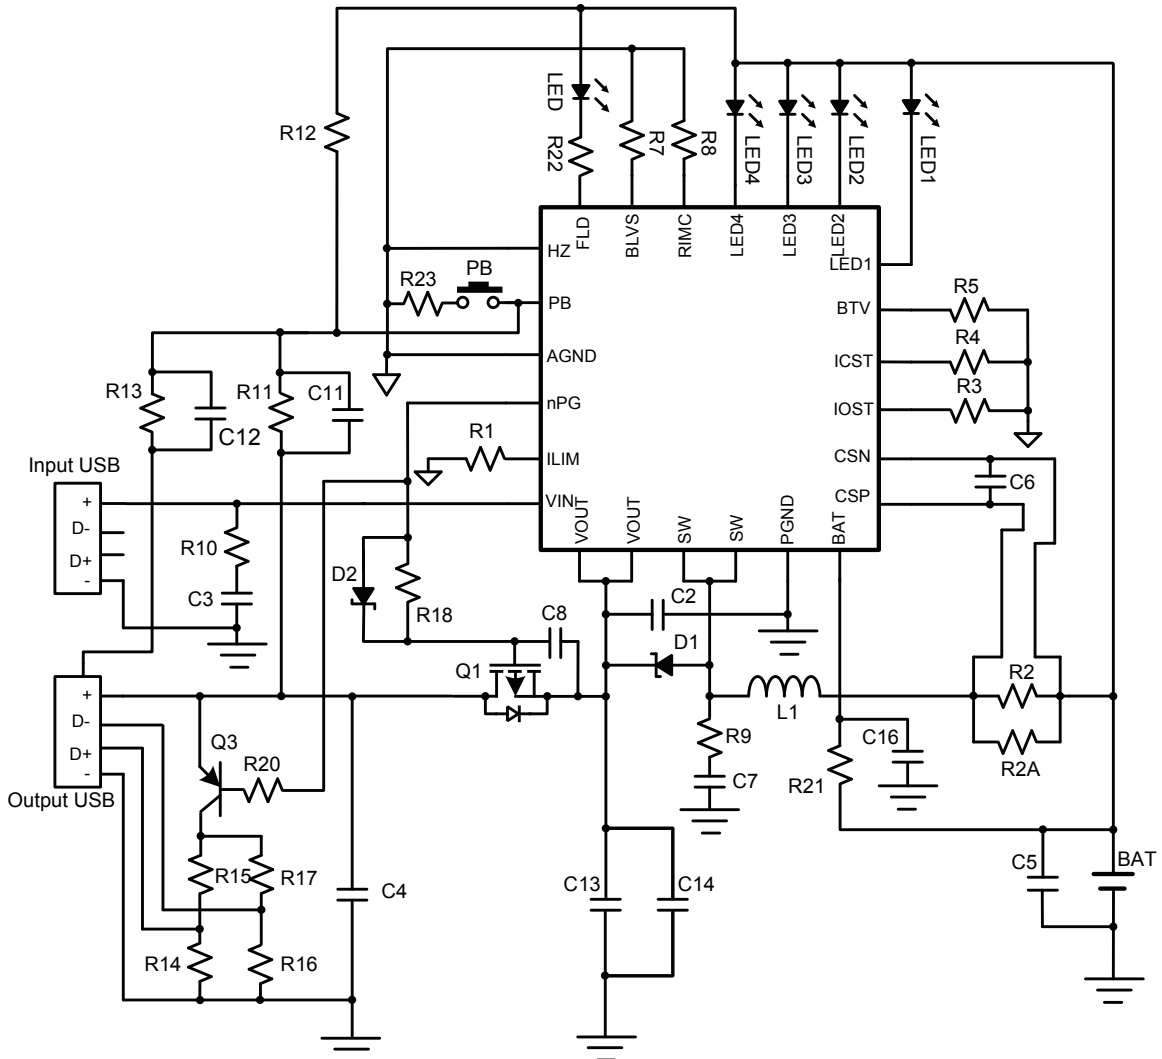 LED
R12
R22
R7
R8
LED4
LED3
LED2
LED1
FLD
BLVS
RIMC
LED4
LED3
LED2
LED1
HZ
R23
PB
PB
BTV
R5
AGND
ICST
R4
R13
R11
C11
nPG
IOST
R3
C12
R1
ILIM
CSN
Input USB
VIN
CSP
C6
+
D-
D+
-
R10
C3
VOUT
VOUT
SW
SW
PGND
BAT
D2
R18
C8
C2
D1
Q1
L1
R2
R2A
+
D-
D+
-
Output USB
Q3
R20
R9
C7
R21
C16
R15
R17
C4
C13
C14
C5
BAT
R14
R16